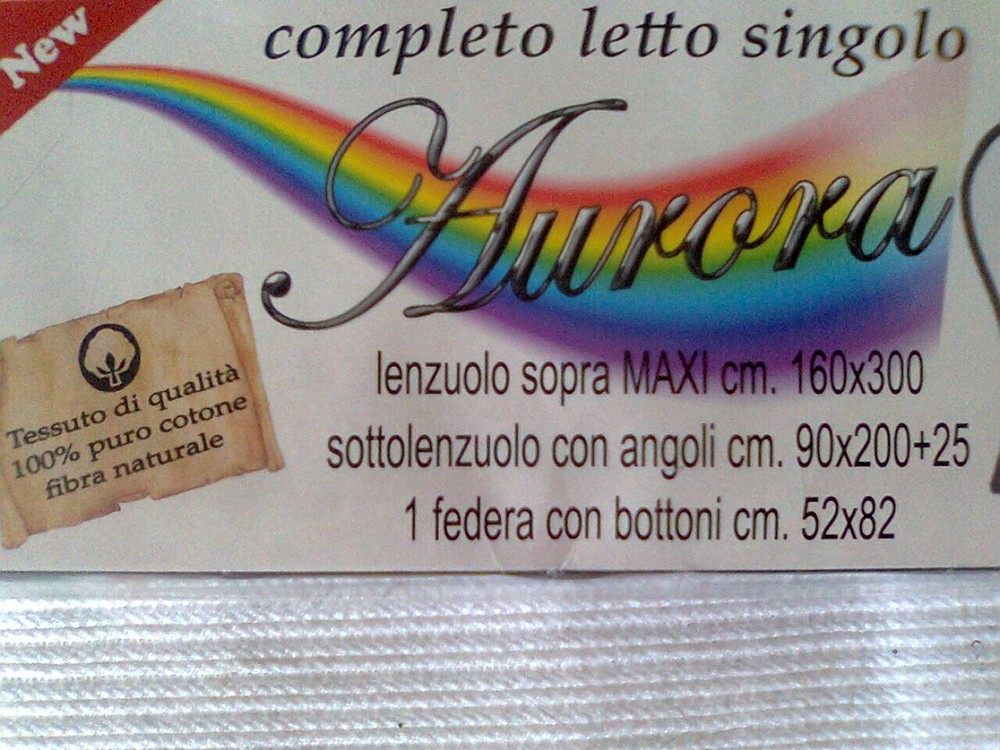 New
completo letto singolo
Aurora
Tessuto di qualità
100% puro cotone
fibra naturale
lenzuolo sopra MAXI cm. 160x300
sottolenzuolo con angoli cm. 90x200+25
1 federa con bottoni cm. 52x82